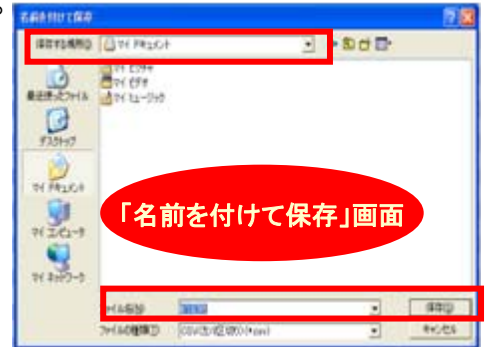 名前を付けて保存
保存する場所(I): マイ ドキュメント
マイ ピクチャ
マイ ビデオ
マイ ミュージック
最近使ったファイル
デスクトップ
マイ ドキュメント
マイ コンピュータ
マイ ネットワーク
「名前を付けて保存」画面
ファイル名(N): 保存(S)
ファイルの種類(T): CSV(カンマ区切り)(*.csv) キャンセル